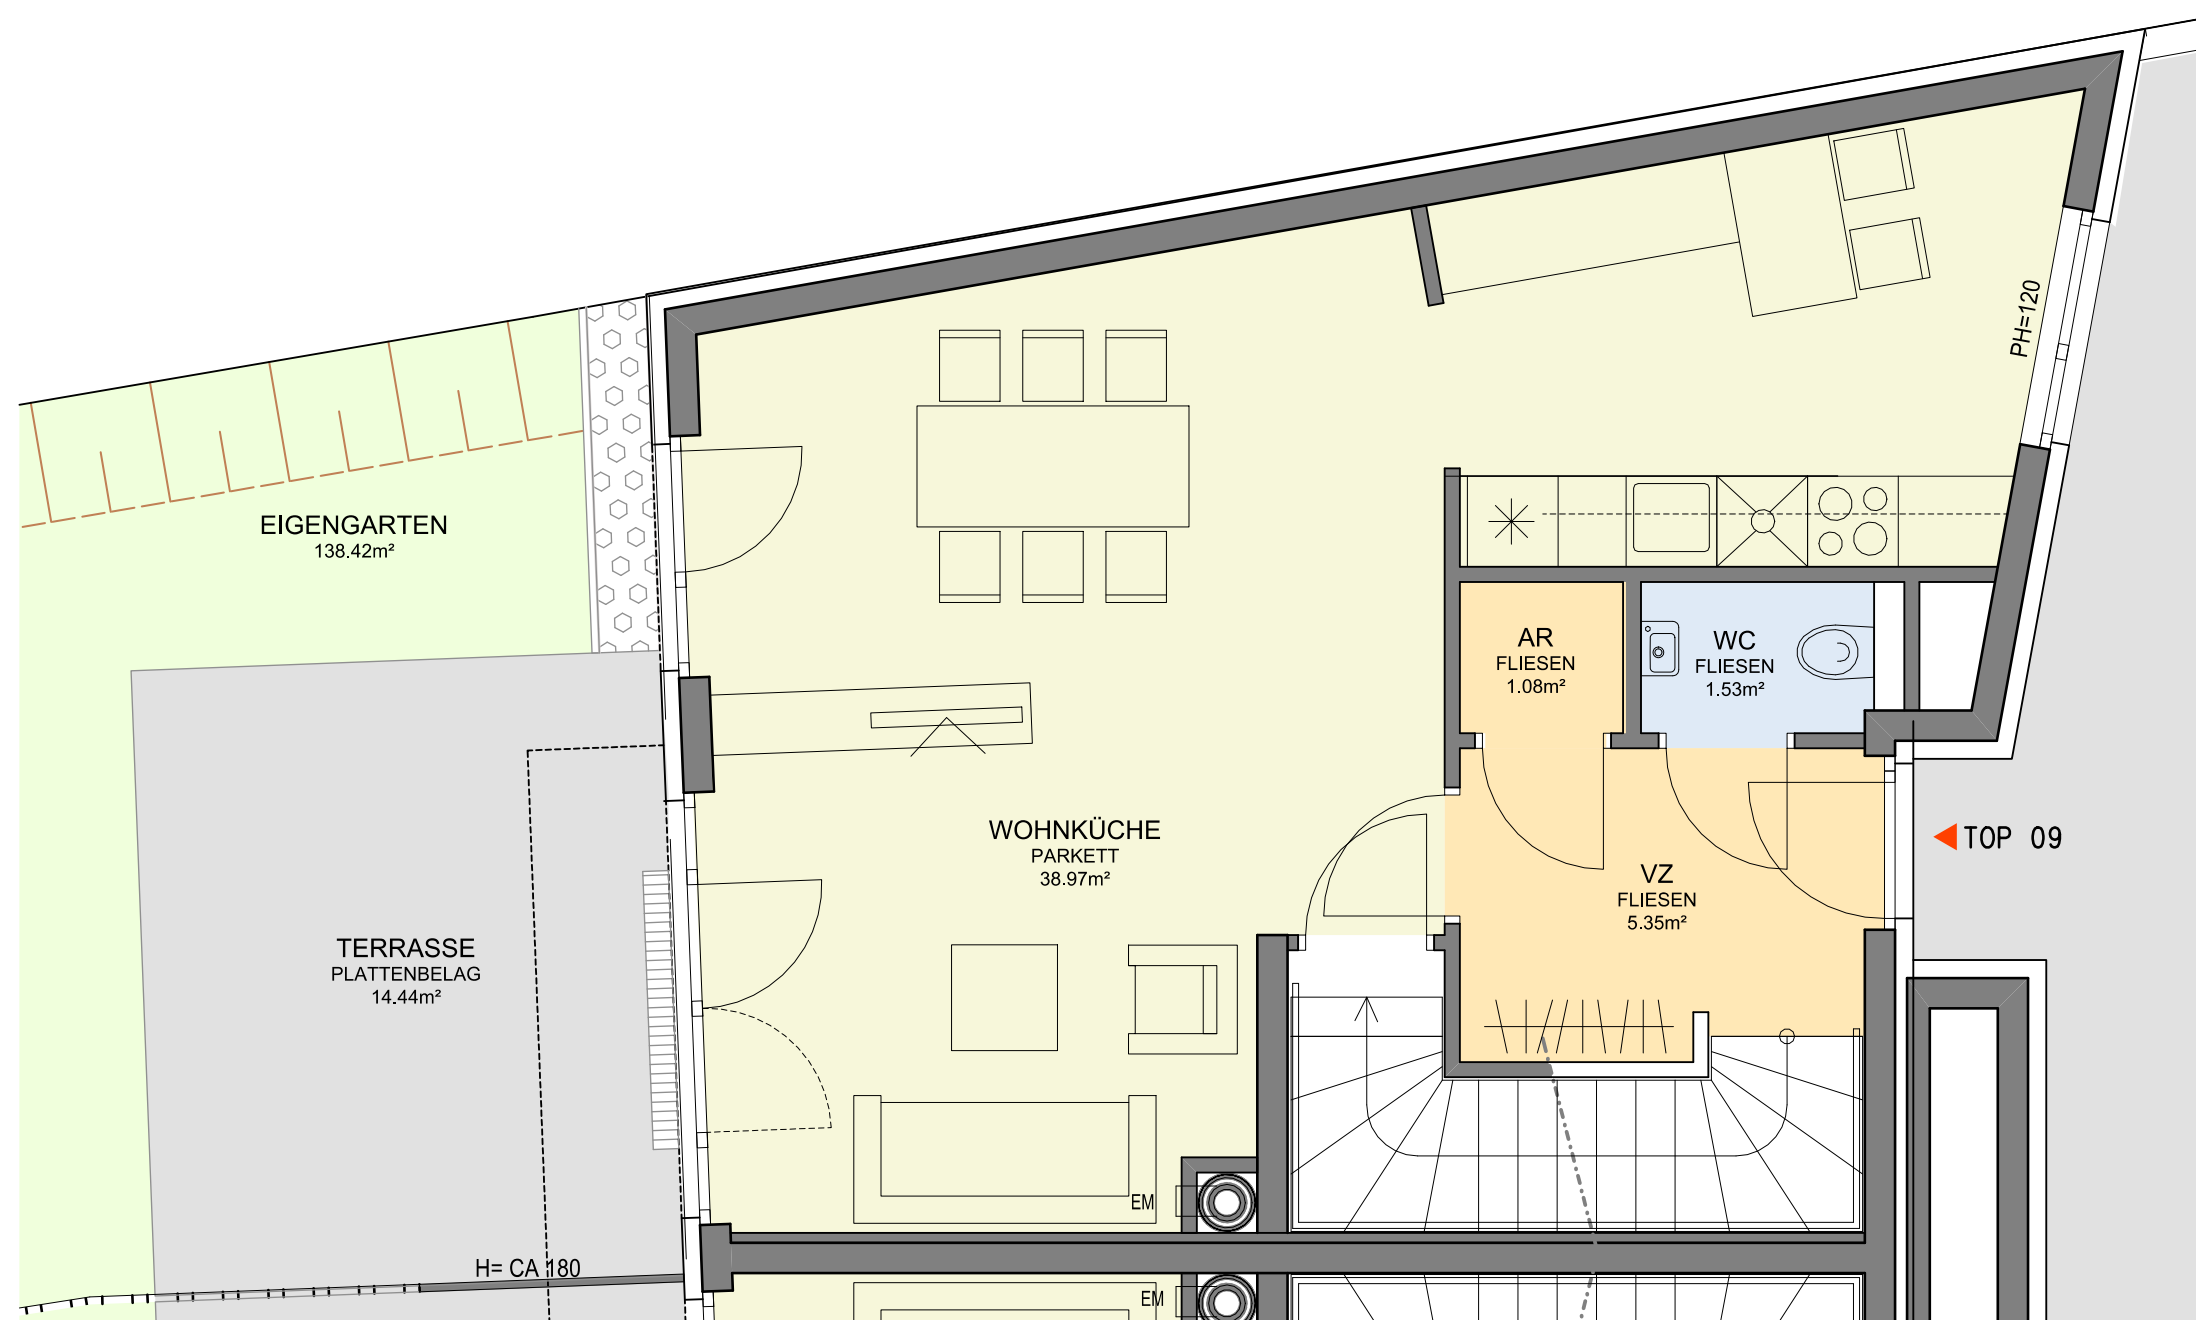 PH=120
EIGENGARTEN
138.42m²
AR
FLIESEN
1.08m²
WC
FLIESEN
1.53m²
WOHNKÜCHE
PARKETT
38.97m²
TOP 09
VZ
FLIESEN
5.35m²
TERRASSE
PLATTENBELAG
14.44m²
EM
H= CA 180
EM